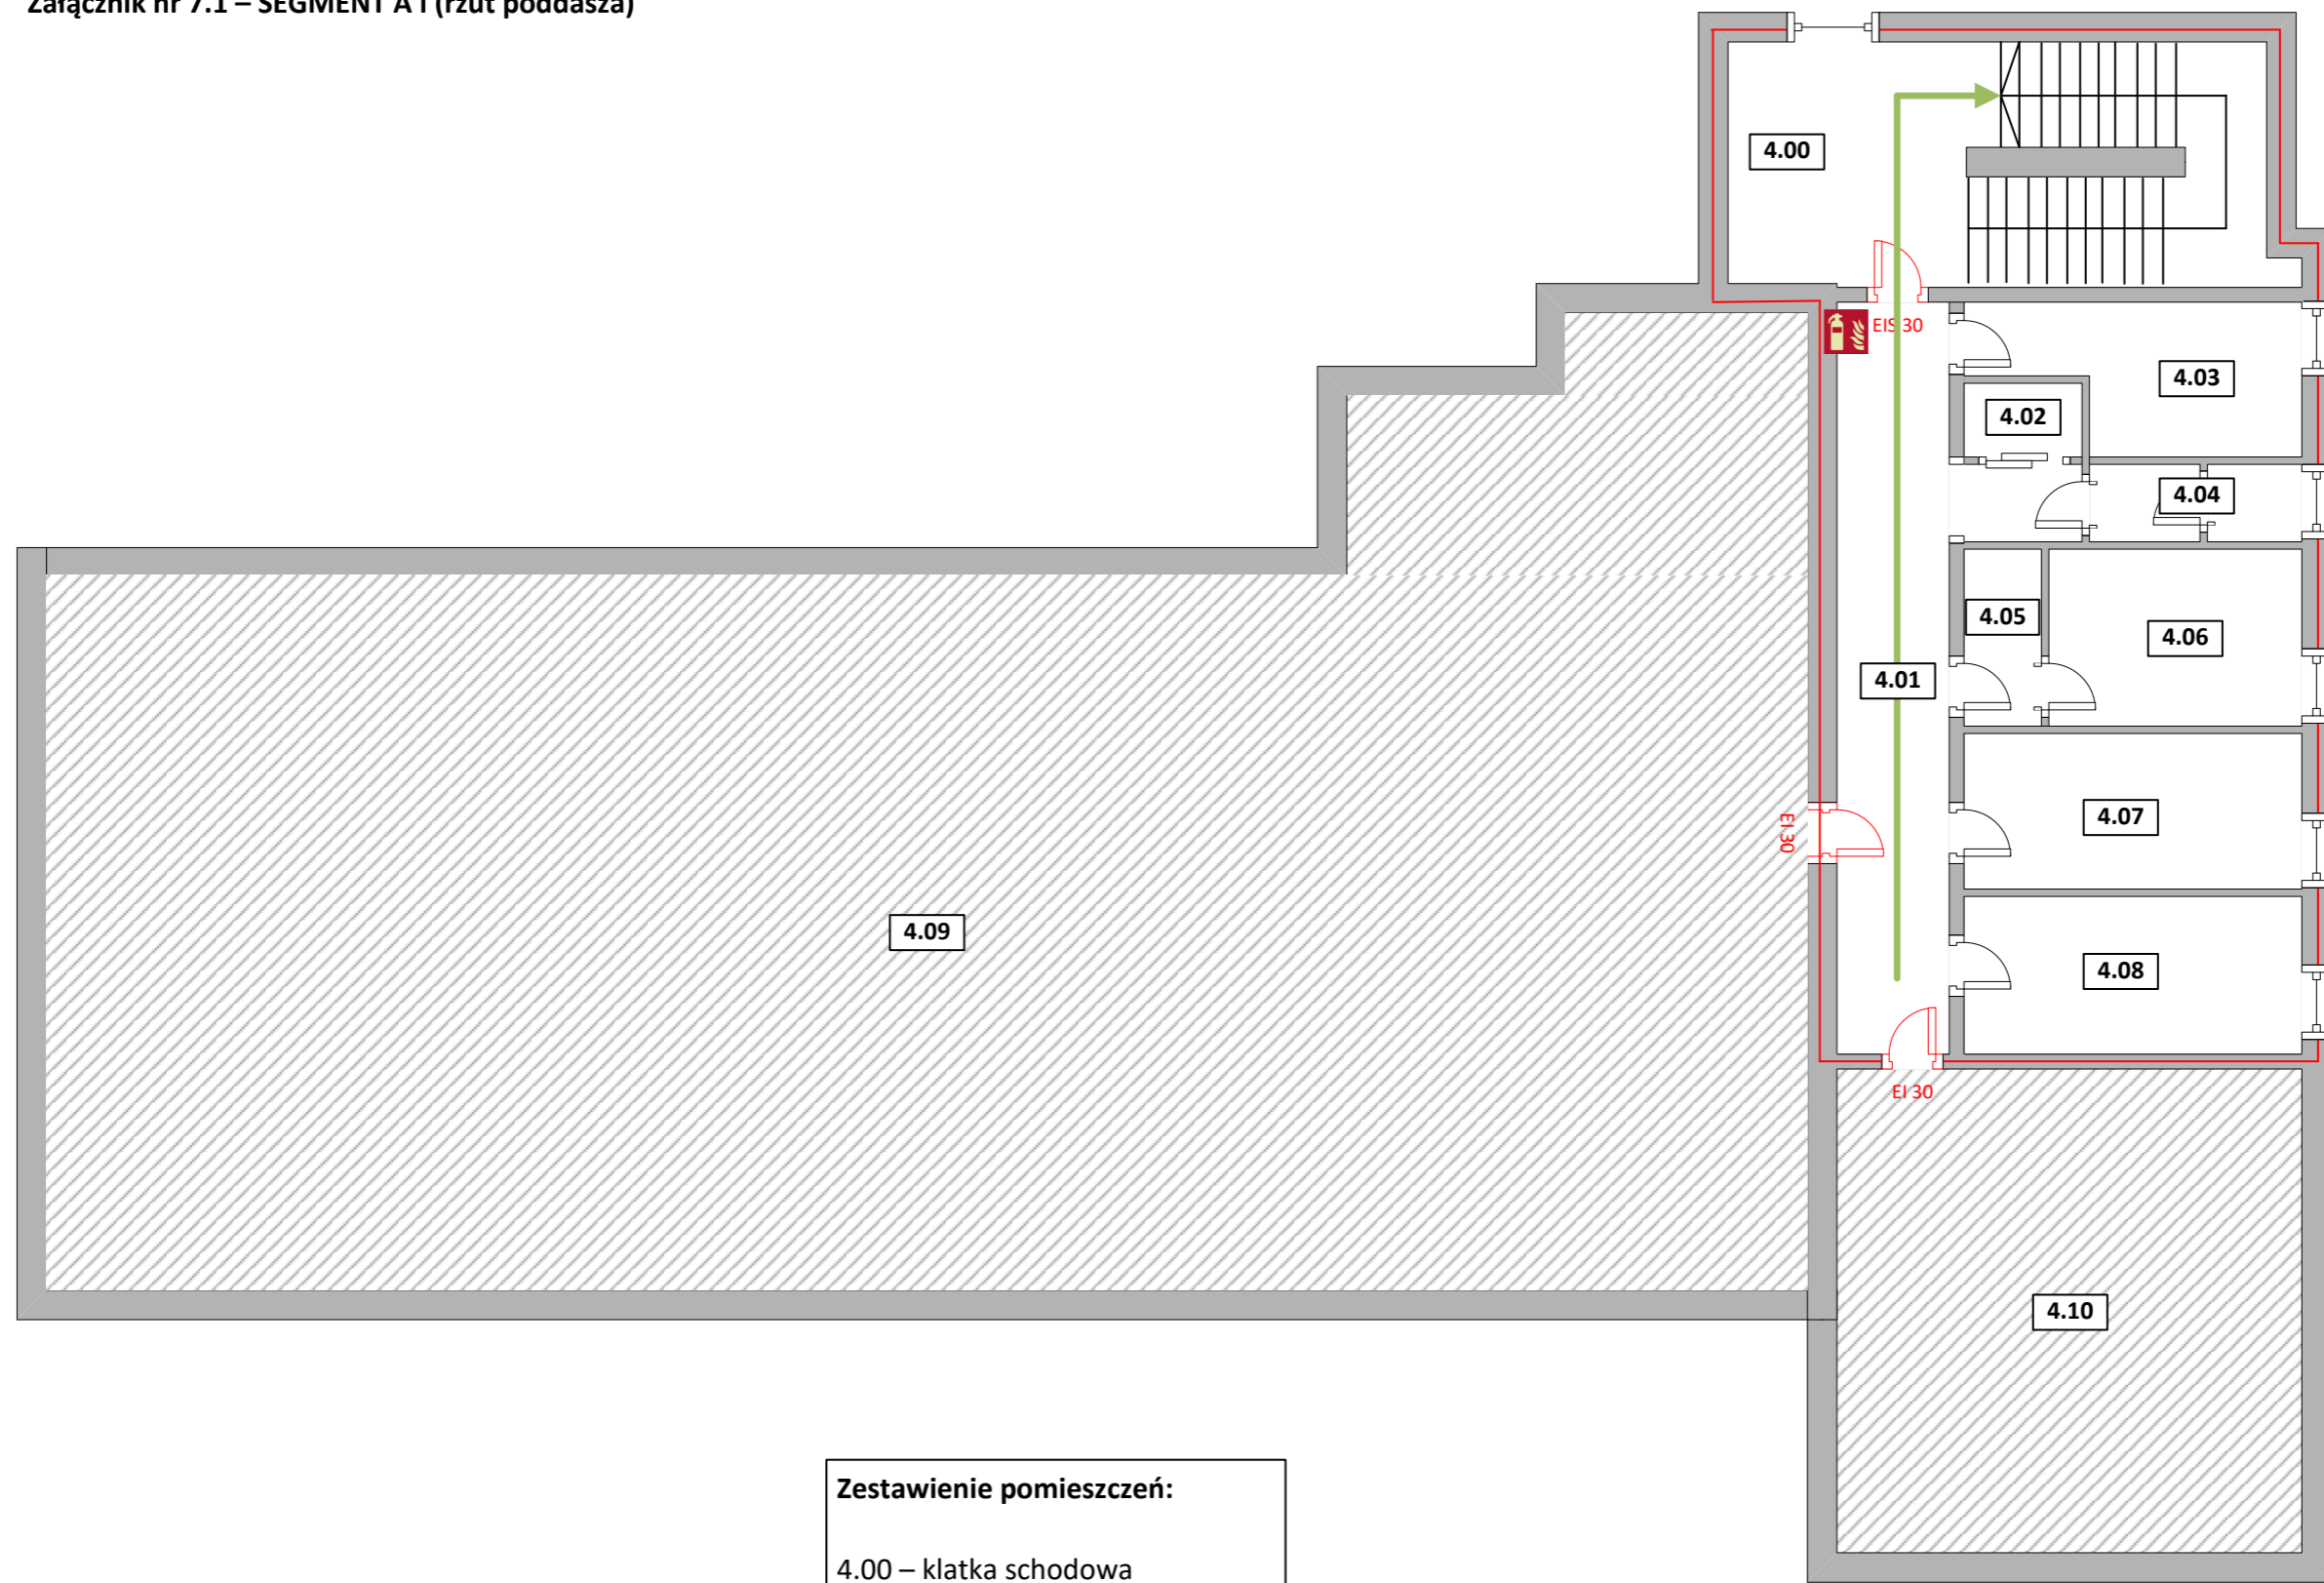 Załącznik nr 7.1 – SEGMENT A I (rzut poddasza)
4.00
EIS 30
4.03
4.02
4.04
4.05
4.06
4.01
4.07
EI 30
4.09
4.08
EI 30
4.10
Zestawienie pomieszczeń:
4.00 – klatka schodowa